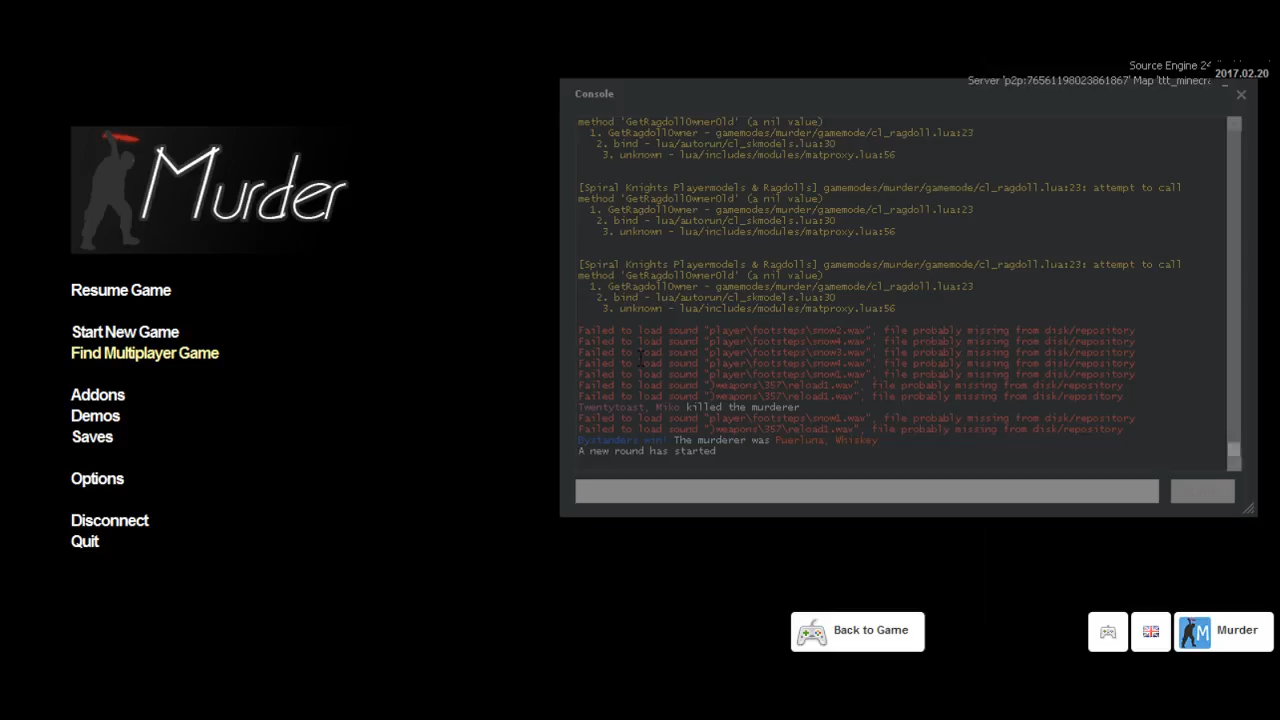 Source Engine 24
2017.02.20
Server 'p2p:76561198023861867' Map 'ttt_minecra
Console
method 'GetRagdollOwnerOld' (a nil value)
1. GetRagdollOwner - gamemodes/murder/gamemode/cl_ragdoll.lua:23
2. bind - lua/autorun/cl_skmodels.lua:30
3. unknown - lua/includes/modules/matproxy.lua:56
[Spiral Knights Playermodels & Ragdolls] gamemodes/murder/gamemode/cl_ragdoll.lua:23: attempt to call
method 'GetRagdollOwnerOld' (a nil value)
1. GetRagdollOwner - gamemodes/murder/gamemode/cl_ragdoll.lua:23
2. bind - lua/autorun/cl_skmodels.lua:30
3. unknown - lua/includes/modules/matproxy.lua:56
[Spiral Knights Playermodels & Ragdolls] gamemodes/murder/gamemode/cl_ragdoll.lua:23: attempt to call
method 'GetRagdollOwnerOld' (a nil value)
1. GetRagdollOwner - gamemodes/murder/gamemode/cl_ragdoll.lua:23
2. bind - lua/autorun/cl_skmodels.lua:30
3. unknown - lua/includes/modules/matproxy.lua:56
Failed to load sound "player\footsteps\snow2.wav", file probably missing from disk/repository
Failed to load sound "player\footsteps\snow4.wav", file probably missing from disk/repository
Failed to load sound "player\footsteps\snow3.wav", file probably missing from disk/repository
Failed to load sound "player\footsteps\snow4.wav", file probably missing from disk/repository
Failed to load sound "player\footsteps\snow1.wav", file probably missing from disk/repository
Failed to load sound ")weapons\357\reload1.wav", file probably missing from disk/repository
Failed to load sound ")weapons\357\reload1.wav", file probably missing from disk/repository
Twentytoast, Miko killed the murderer
Failed to load sound "player\footsteps\snow1.wav", file probably missing from disk/repository
Failed to load sound ")weapons\357\reload1.wav", file probably missing from disk/repository
Bystanders win! The murderer was Puerluna, Whiskey
A new round has started
Murder
Resume Game
Start New Game
Find Multiplayer Game
Addons
Demos
Saves
Options
Disconnect
Quit
Back to Game
M
Murder